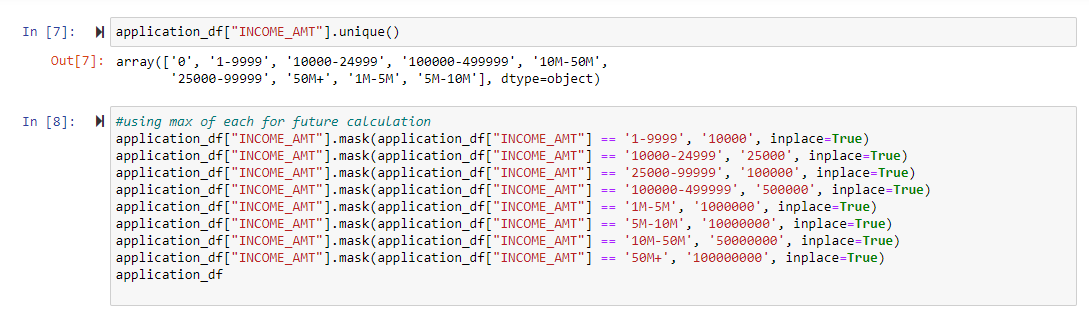 In [7]: application_df["INCOME_AMT"].unique()
Out[7]: array(['0', '1-9999', '10000-24999', '100000-499999', '10M-50M',
'25000-99999', '50M+', '1M-5M', '5M-10M'], dtype=object)
In [8]: #using max of each for future calculation
application_df["INCOME_AMT"].mask(application_df["INCOME_AMT"] == '1-9999', '10000', inplace=True)
application_df["INCOME_AMT"].mask(application_df["INCOME_AMT"] == '10000-24999', '25000', inplace=True)
application_df["INCOME_AMT"].mask(application_df["INCOME_AMT"] == '25000-99999', '100000', inplace=True)
application_df["INCOME_AMT"].mask(application_df["INCOME_AMT"] == '100000-499999', '500000', inplace=True)
application_df["INCOME_AMT"].mask(application_df["INCOME_AMT"] == '1M-5M', '1000000', inplace=True)
application_df["INCOME_AMT"].mask(application_df["INCOME_AMT"] == '5M-10M', '10000000', inplace=True)
application_df["INCOME_AMT"].mask(application_df["INCOME_AMT"] == '10M-50M', '50000000', inplace=True)
application_df["INCOME_AMT"].mask(application_df["INCOME_AMT"] == '50M+', '100000000', inplace=True)
application_df